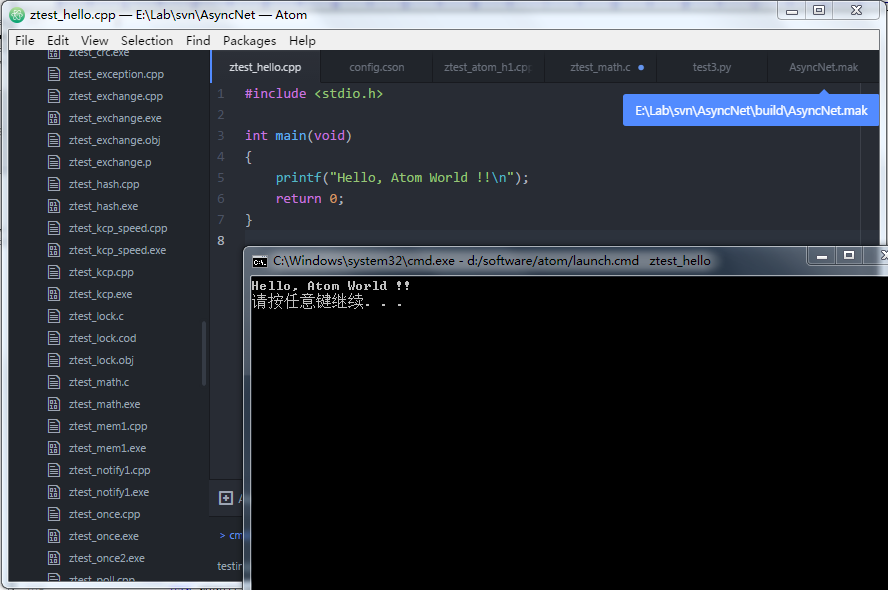 ztest_hello.cpp — E:\Lab\svn\AsyncNet — Atom
File Edit View Selection Find Packages Help
ztest_crc.exe
ztest_exception.cpp
ztest_exchange.cpp
ztest_exchange.exe
ztest_exchange.obj
ztest_exchange.p
ztest_hash.cpp
ztest_hash.exe
ztest_kcp_speed.cpp
ztest_kcp_speed.exe
ztest_kcp.cpp
ztest_kcp.exe
ztest_lock.c
ztest_lock.cod
ztest_lock.obj
ztest_math.c
ztest_math.exe
ztest_mem1.cpp
ztest_mem1.exe
ztest_notify1.cpp
ztest_notify1.exe
ztest_once.cpp
ztest_once.exe
ztest_once2.exe
ztest_poll.cpp
ztest_hello.cpp config.cson ztest_atom_h1.cpp ztest_math.c test3.py AsyncNet.mak
E:\Lab\svn\AsyncNet\build\AsyncNet.mak
1 #include <stdio.h>
2
3 int main(void)
4 {
5 printf("Hello, Atom World !!\n");
6 return 0;
7 }
8
C:\Windows\system32\cmd.exe - d:/software/atom/launch.cmd ztest_hello
Hello, Atom World !!
请按任意键继续. . .
> cm
testin